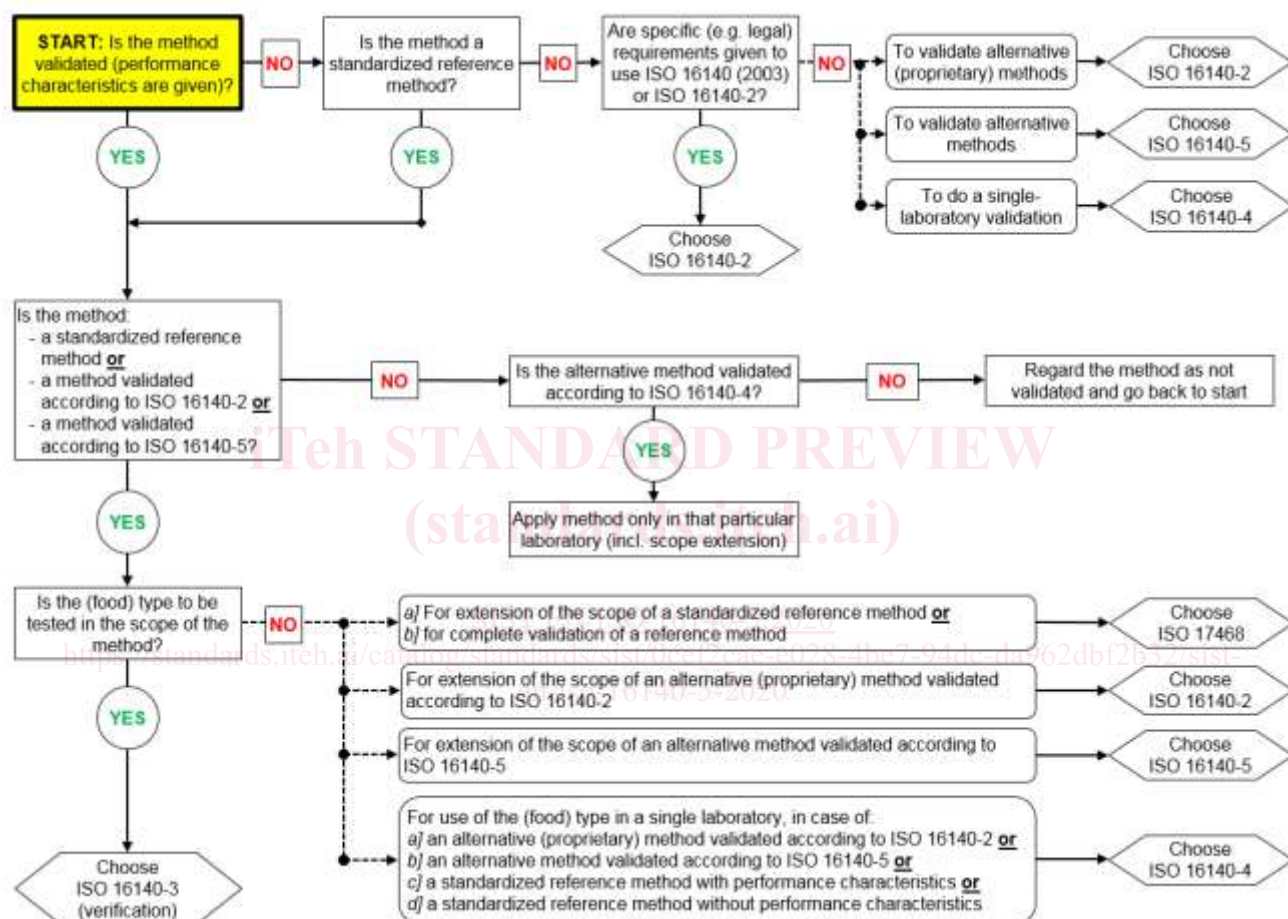 START: Is the method
validated (performance
characteristics are given)?
NO
Is the method a
standardized reference
method?
NO
Are specific (e.g. legal)
requirements given to
use ISO 16140 (2003)
or ISO 16140-2?
NO
To validate alternative
(proprietary) methods
Choose
ISO 16140-2
To validate alternative
methods
Choose
ISO 16140-5
To do a single-
laboratory validation
Choose
ISO 16140-4
YES
YES
YES
Choose
ISO 16140-2
Is the method:
- a standardized reference
method or
- a method validated
according to ISO 16140-2 or
- a method validated
according to ISO 16140-5?
NO
Is the alternative method validated
according to ISO 16140-4?
NO
Regard the method as not
validated and go back to start
YES
iTeh STANDARD PREVIEW
(standards.iteh.ai)
YES
Apply method only in that particular
laboratory (incl. scope extension)
Is the (food) type to be
tested in the scope of the
method?
NO
a] For extension of the scope of a standardized reference method or
b] for complete validation of a reference method
Choose
ISO 17468
For extension of the scope of an alternative (proprietary) method validated
according to ISO 16140-2
Choose
ISO 16140-2
YES
For extension of the scope of an alternative method validated according to
ISO 16140-5
Choose
ISO 16140-5
For use of the (food) type in a single laboratory, in case of:
a] an alternative (proprietary) method validated according to ISO 16140-2 or
b] an alternative method validated according to ISO 16140-5 or
c] a standardized reference method with performance characteristics or
d] a standardized reference method without performance characteristics
Choose
ISO 16140-4
Choose
ISO 16140-3
(verification)